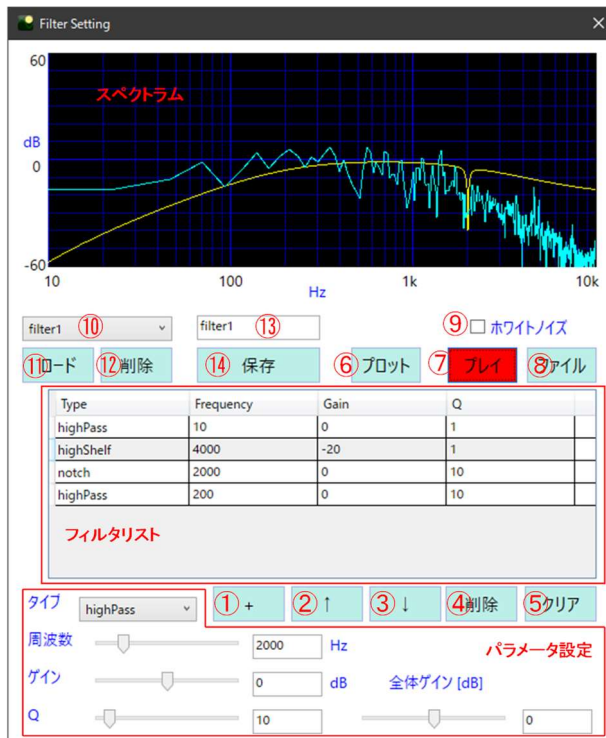 Filter Setting ×
60
スペクトラム
dB
0
-60
10 100 1k 10k
Hz
filter1 ⑩ filter1 ⑬ ⑨ ホワイトノイズ
⑪ロード ⑫削除 ⑭ 保存 ⑥プロット ⑦プレイ ⑧ファイル
Type Frequency Gain Q
highPass 10 0 1
highShelf 4000 -20 1
notch 2000 0 10
highPass 200 0 10
フィルタリスト
タイプ highPass ① + ② ↑ ③ ↓ ④削除 ⑤クリア
周波数 2000 Hz パラメータ設定
ゲイン 0 dB 全体ゲイン [dB]
Q 10 0